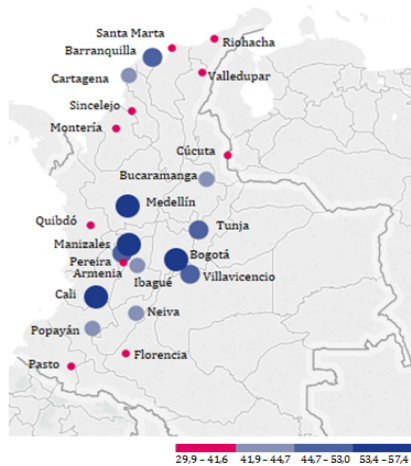 Santa Marta
Riohacha
Barranquilla
Valledupar
Cartagena
Sincelejo
Montería
Cúcuta
Bucaramanga
Medellín
Quibdó
Tunja
Manizales
Bogotá
Pereira
Armenia
Villavicencio
Ibagué
Cali
Neiva
Popayán
Florencia
Pasto
29,9 – 41,6 41,9 – 44,7 44,7 – 53,0 53,4 – 57,4